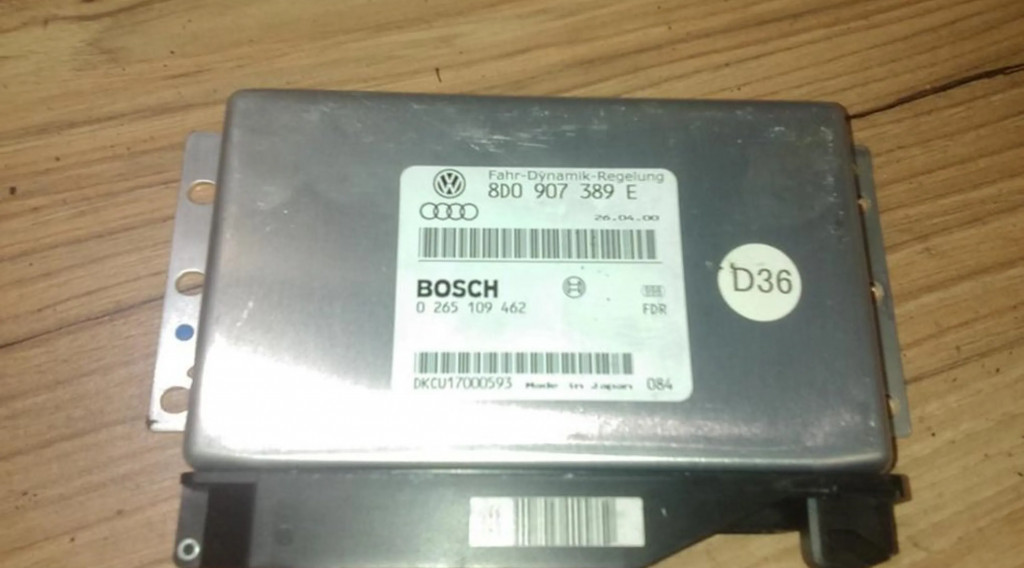 Fahr-Dynamik-Regelung
8D0 907 389 E
26.04.00
BOSCH
0 265 109 462
FDR
DKCU17000593 Made in Japan 084
D36